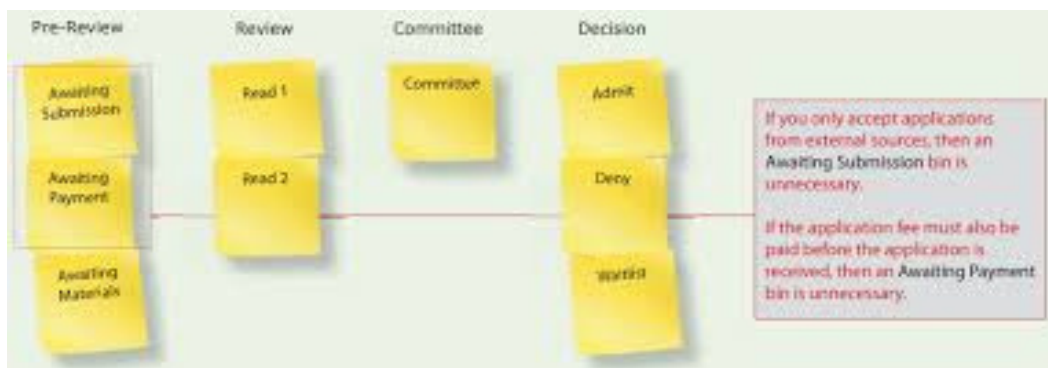 Pre-Review
Review
Committee
Decision
Awaiting
Submission
Read 1
Committee
Admit
Awaiting
Payment
Read 2
Deny
Awaiting
Materials
Waitlist
If you only accept applications
from external sources, then an
Awaiting Submission bin is
unnecessary.
If the application fee must also be
paid before the application is
received, then an Awaiting Payment
bin is unnecessary.